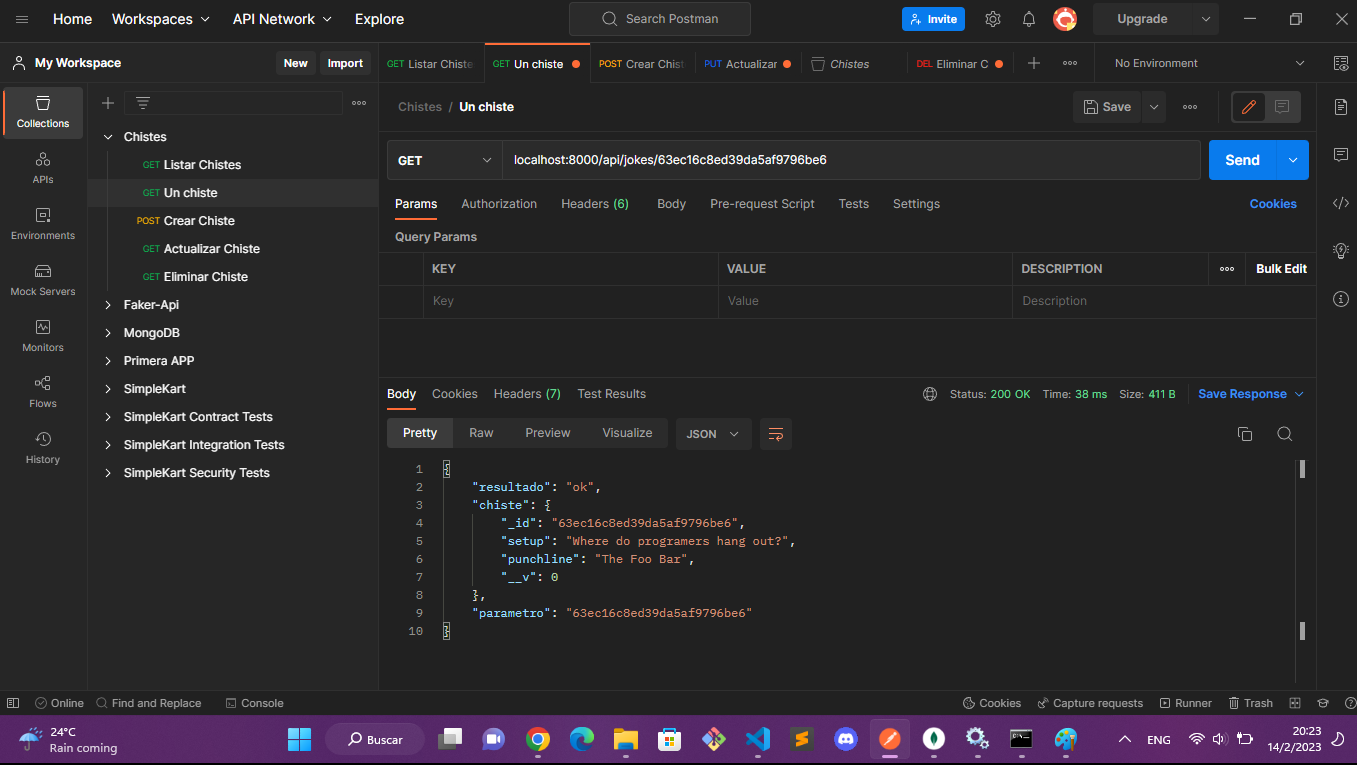 Home Workspaces API Network Explore Search Postman Invite Upgrade
My Workspace New Import GET Listar Chiste GET Un chiste POST Crear Chist PUT Actualizar Chistes DEL Eliminar C No Environment
Collections
APIs
Environments
Mock Servers
Monitors
Flows
History
Chistes
GET Listar Chistes
GET Un chiste
POST Crear Chiste
GET Actualizar Chiste
GET Eliminar Chiste
Faker-Api
MongoDB
Primera APP
SimpleKart
SimpleKart Contract Tests
SimpleKart Integration Tests
SimpleKart Security Tests
Chistes / Un chiste Save
GET localhost:8000/api/jokes/63ec16c8ed39da5af9796be6 Send
Params Authorization Headers (6) Body Pre-request Script Tests Settings Cookies
Query Params
KEY VALUE DESCRIPTION Bulk Edit
Key Value Description
Body Cookies Headers (7) Test Results Status: 200 OK Time: 38 ms Size: 411 B Save Response
Pretty Raw Preview Visualize JSON
1 {
2 "resultado": "ok",
3 "chiste": {
4 "_id": "63ec16c8ed39da5af9796be6",
5 "setup": "Where do programers hang out?",
6 "punchline": "The Foo Bar",
7 "__v": 0
8 },
9 "parametro": "63ec16c8ed39da5af9796be6"
10 }
Online Find and Replace Console Cookies Capture requests Runner Trash
24°C
Rain coming
Buscar
ENG
20:23
14/2/2023